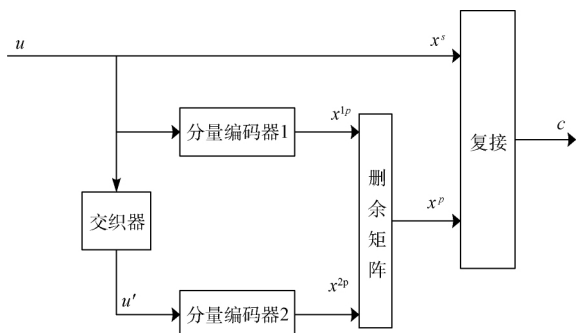 u
x^s
分量编码器1
x^{1p}
删余矩阵
复接
c
交织器
x^p
u′
分量编码器2
x^{2p}